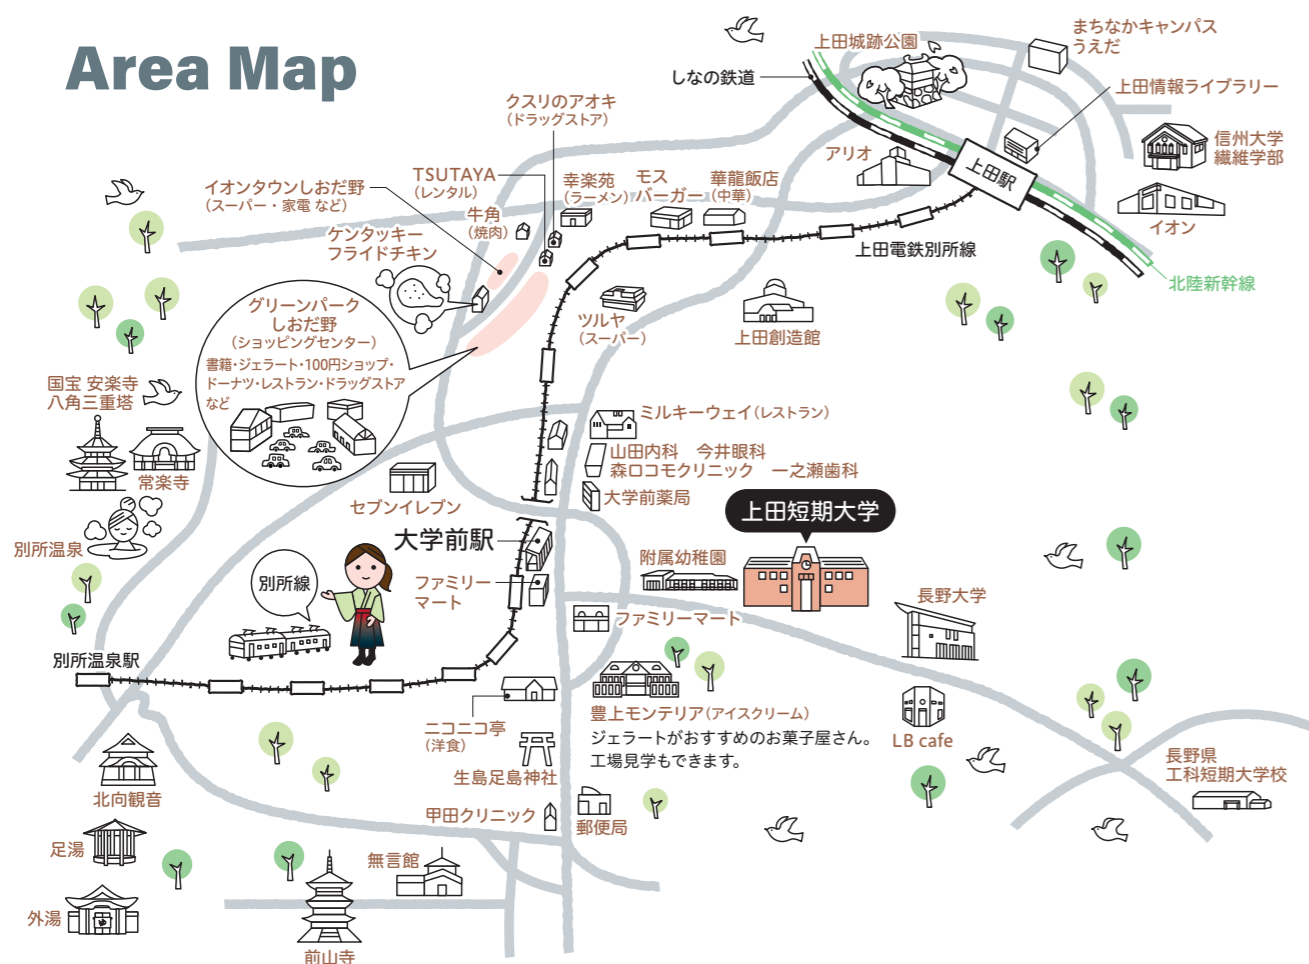 Area Map
上田城跡公園
まちなかキャンパス
うえだ
しなの鉄道
上田情報ライブラリー
クスリのアオキ
(ドラッグストア)
信州大学
繊維学部
アリオ
上田駅
TSUTAYA
(レンタル)
幸楽苑
(ラーメン)
モス
バーガー
華龍飯店
(中華)
イオンタウンしおだ野
(スーパー・家電 など)
牛角
(焼肉)
イオン
ケンタッキー
フライドチキン
上田電鉄別所線
北陸新幹線
グリーンパーク
しおだ野
(ショッピングセンター)
書籍・ジェラート・100円ショップ・
ドーナツ・レストラン・ドラッグストア
など
ツルヤ
(スーパー)
上田創造館
国宝 安楽寺
八角三重塔
常楽寺
ミルキーウェイ(レストラン)
山田内科 今井眼科
森ロコモクリニック 一之瀬歯科
大学前薬局
セブンイレブン
上田短期大学
別所温泉
大学前駅
附属幼稚園
別所線
ファミリー
マート
ファミリーマート
長野大学
別所温泉駅
ニコニコ亭
(洋食)
豊上モンテリア(アイスクリーム)
ジェラートがおすすめのお菓子屋さん。
工場見学もできます。
LB cafe
生島足島神社
長野県
工科短期大学校
北向観音
甲田クリニック
郵便局
足湯
無言館
外湯
ゆ
前山寺